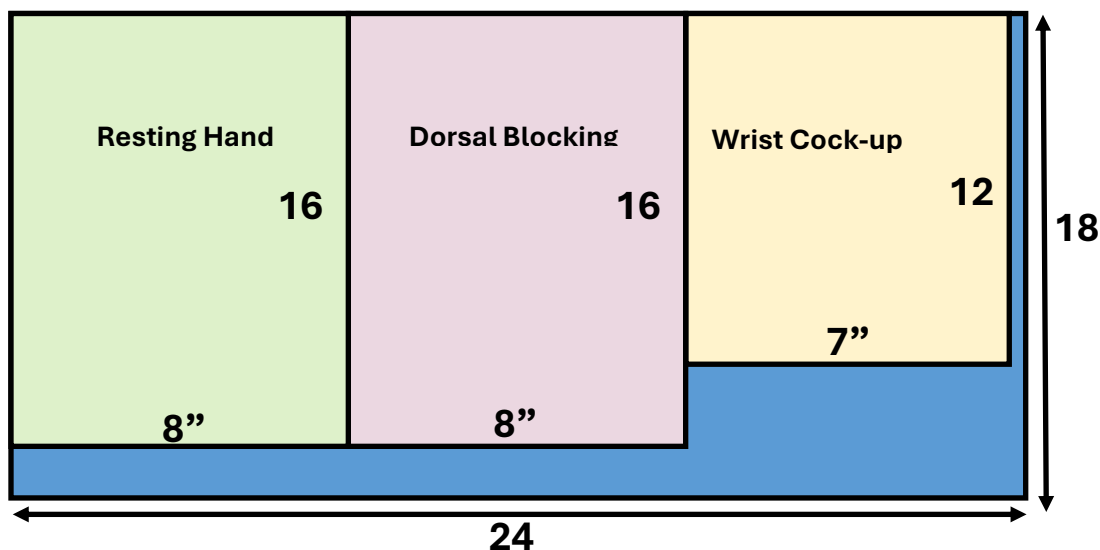 Resting Hand
Dorsal Blocking
Wrist Cock-up
16
16
12
18
7”
8”
8”
24